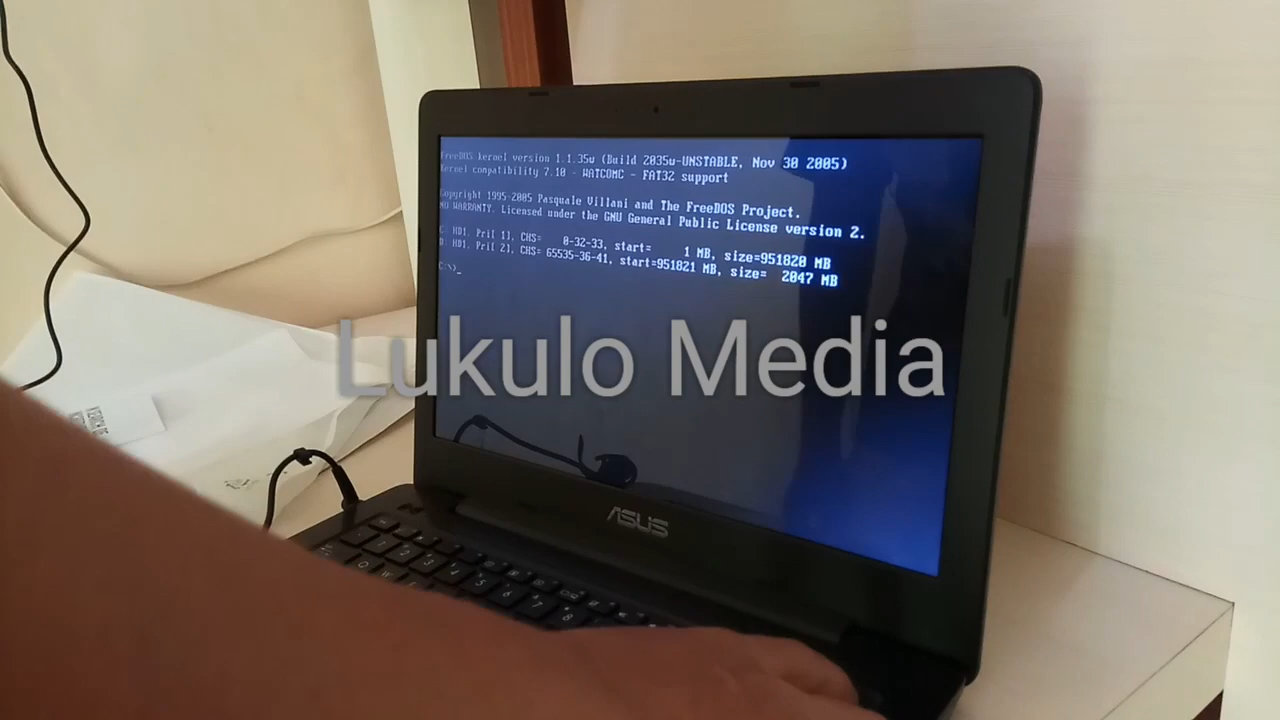 FreeDOS kernel version 1.1.35w (Build 2035w-UNSTABLE, Nov 30 2005)
Kernel compatibility 7.10 - WATCOMC - FAT32 support
Copyright 1995-2005 Pasquale Villani and The FreeDOS Project.
NO WARRANTY. Licensed under the GNU General Public License version 2.
C: HD1, Pri[ 1], CHS=    0-32-33, start=     1 MB, size=951820 MB
D: HD1, Pri[ 2], CHS= 65535-36-41, start=951821 MB, size=  2047 MB
C:\>_
Lukulo Media
ASUS